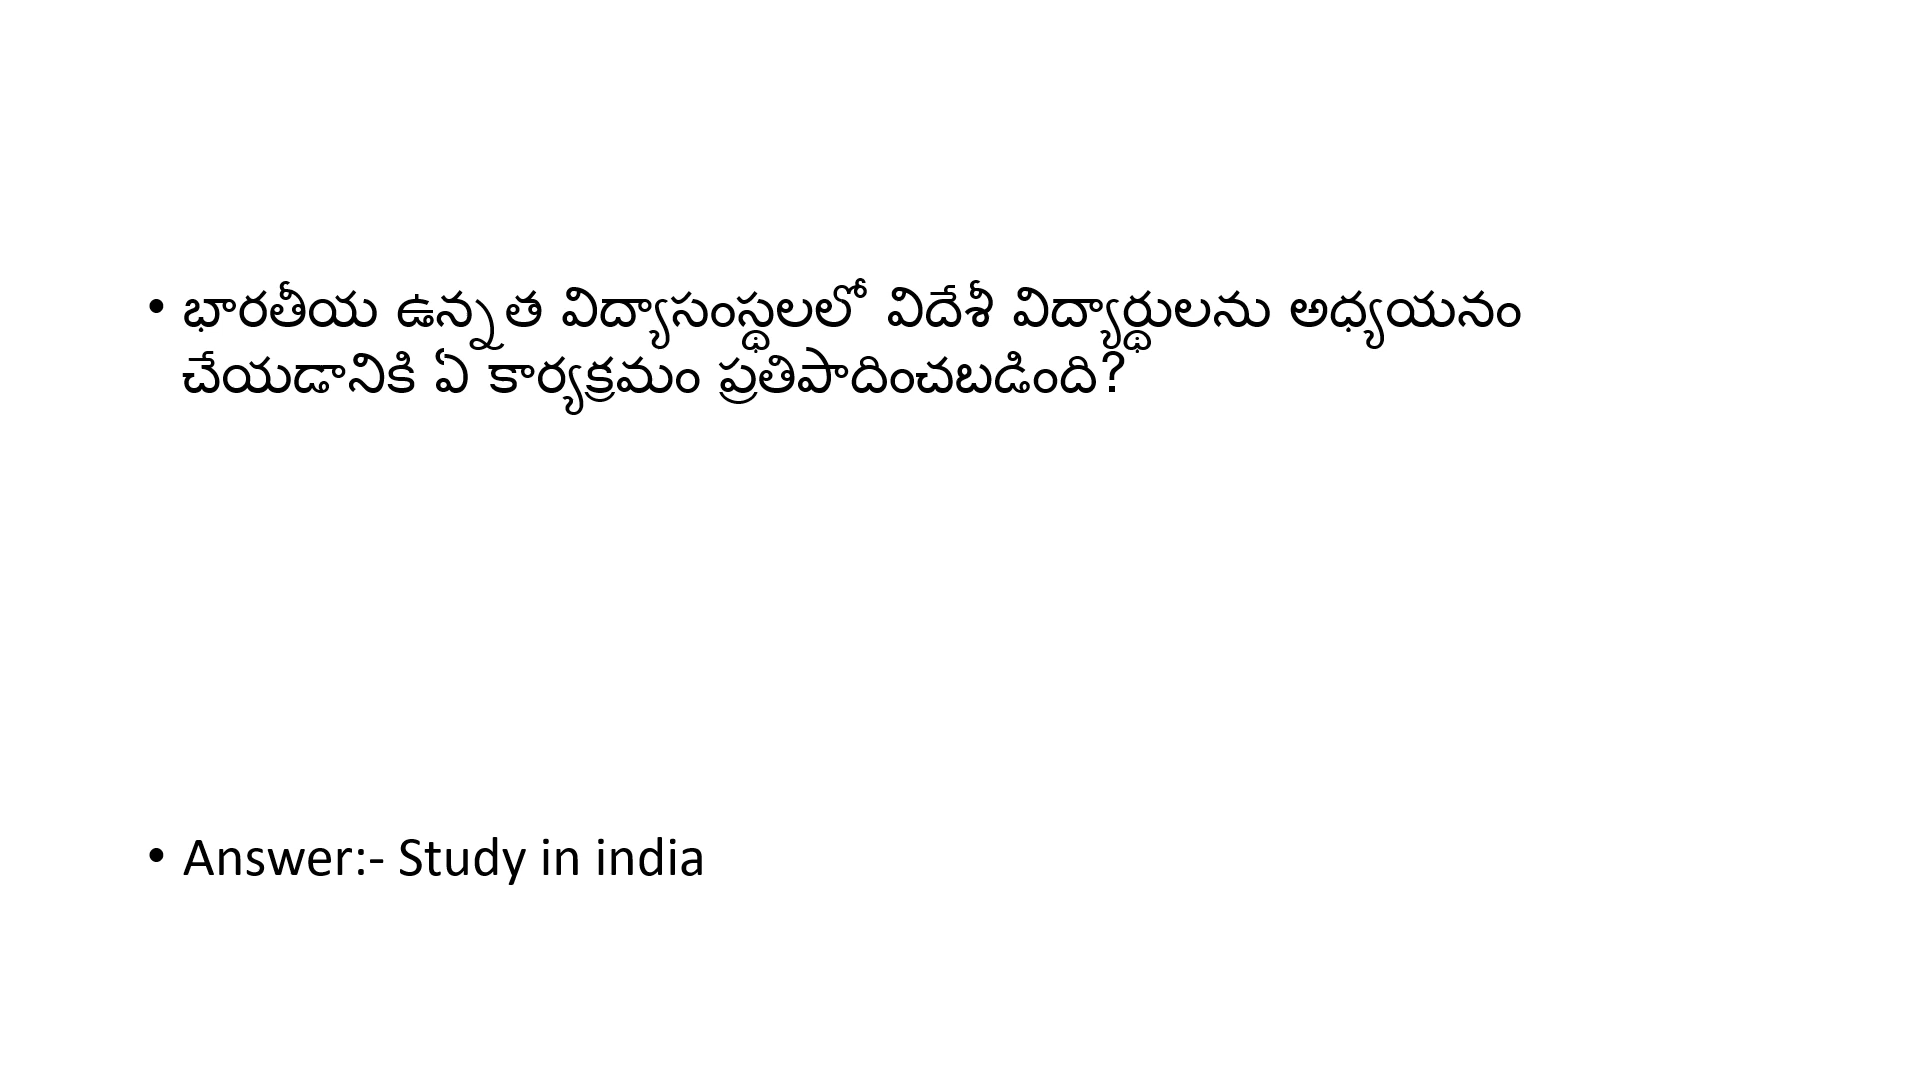 • భారతీయ ఉన్నత విద్యాసంస్థలలో విదేశీ విద్యార్థులను అధ్యయనం
చేయడానికి ఏ కార్యక్రమం ప్రతిపాదించబడింది?
• Answer:- Study in india